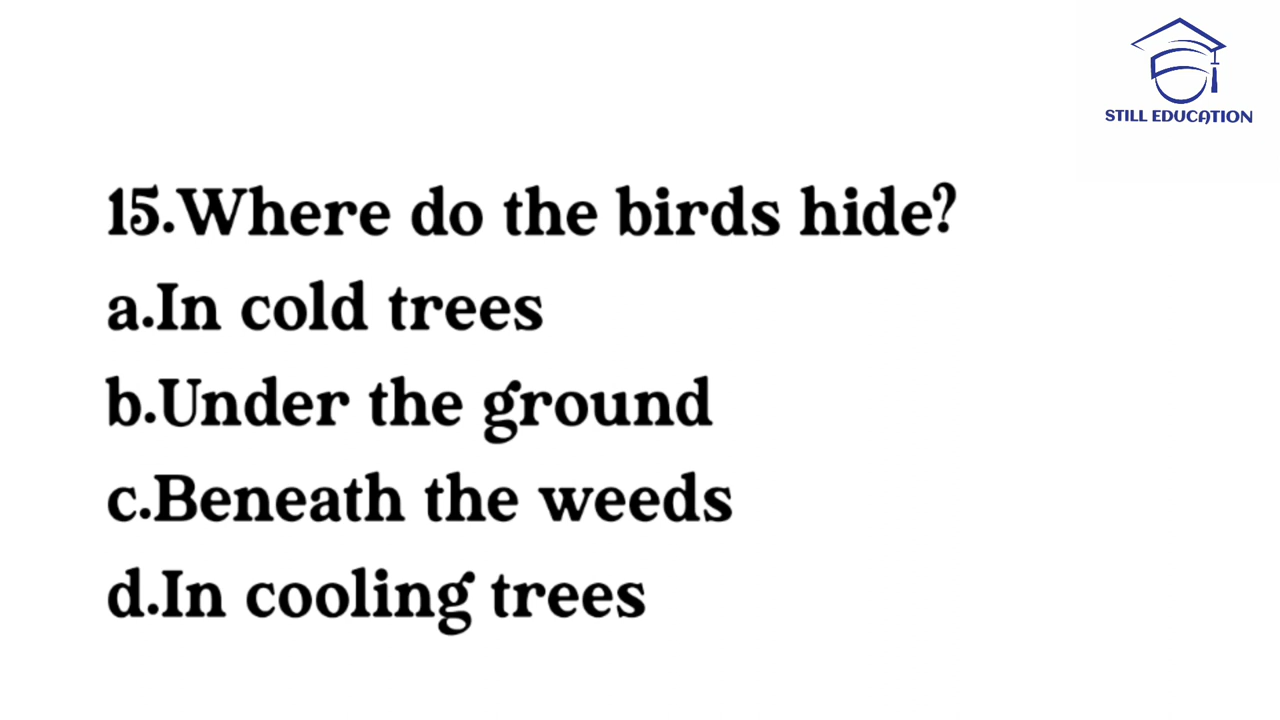 STILL EDUCATION
15.Where do the birds hide?
a.In cold trees
b.Under the ground
c.Beneath the weeds
d.In cooling trees